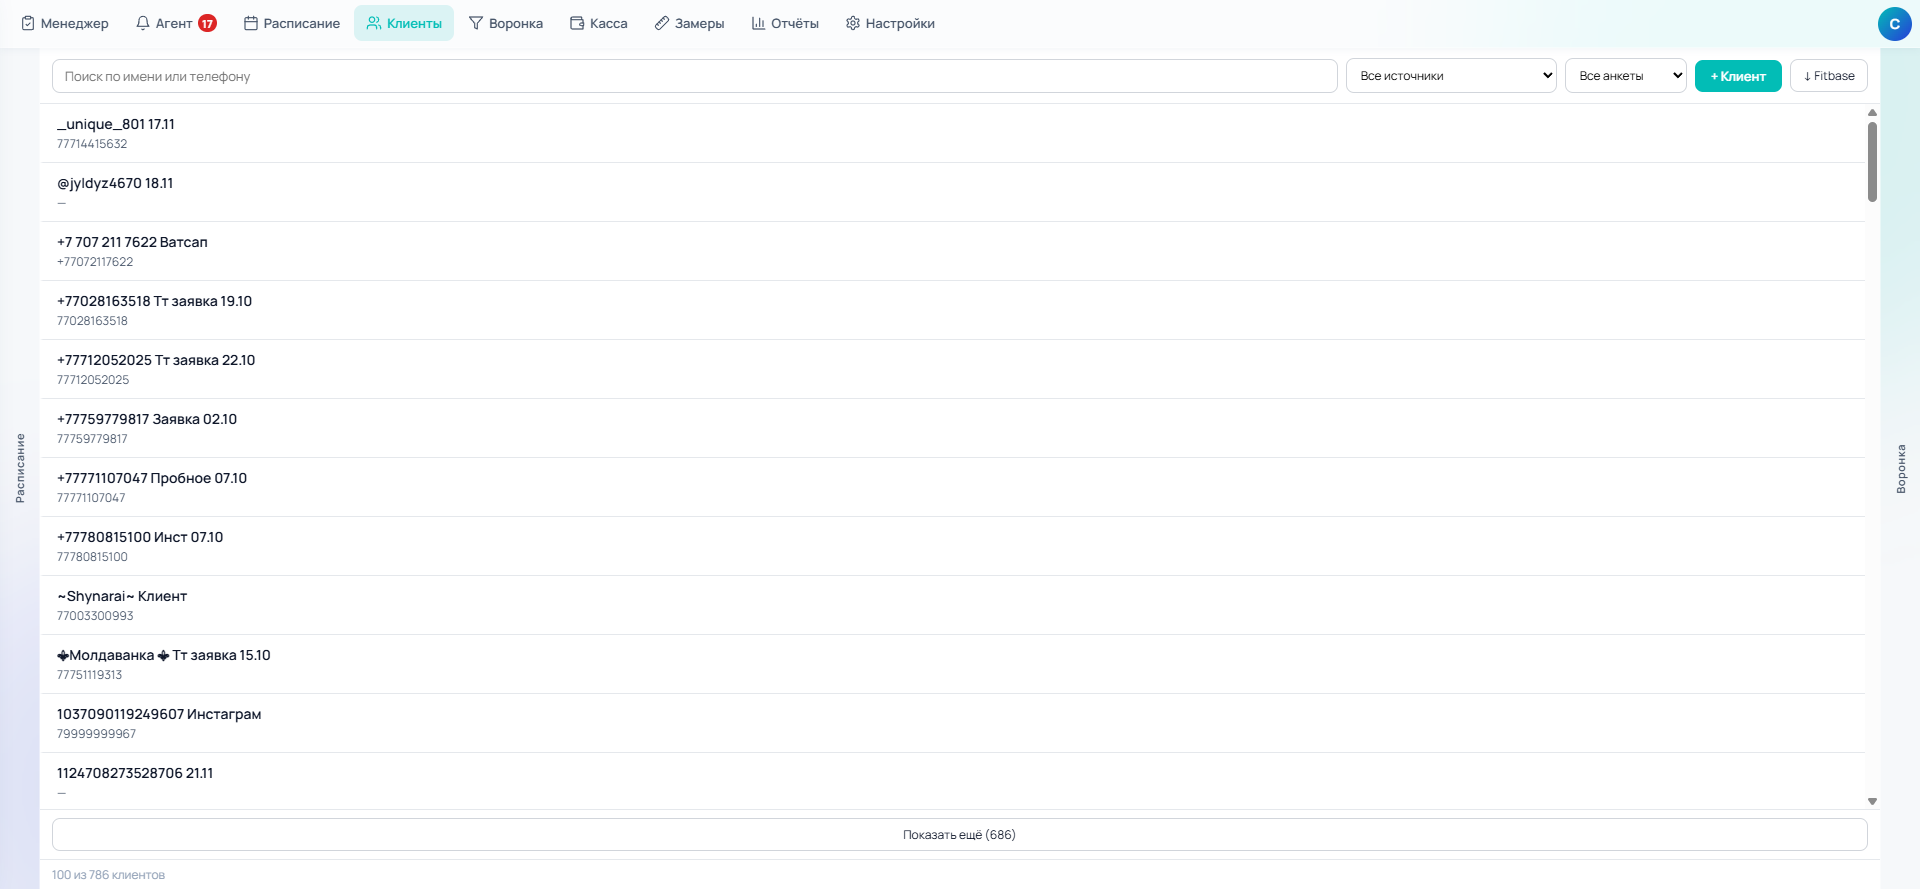 Менеджер
Агент 17
Расписание
Клиенты
Воронка
Касса
Замеры
Отчёты
Настройки
C
Поиск по имени или телефону
Все источники
Все анкеты
+ Клиент
↓ Fitbase
_unique_801 17.11
77714415632
@jyldyz4670 18.11
—
+7 707 211 7622 Ватсап
+77072117622
+77028163518 Тт заявка 19.10
77028163518
+77712052025 Тт заявка 22.10
77712052025
+77759779817 Заявка 02.10
77759779817
+77771107047 Пробное 07.10
77771107047
+77780815100 Инст 07.10
77780815100
~Shynarai~ Клиент
77003300993
Молдаванка Тт заявка 15.10
77751119313
1037090119249607 Инстаграм
79999999967
1124708273528706 21.11
—
Показать ещё (686)
100 из 786 клиентов
Расписание
Воронка